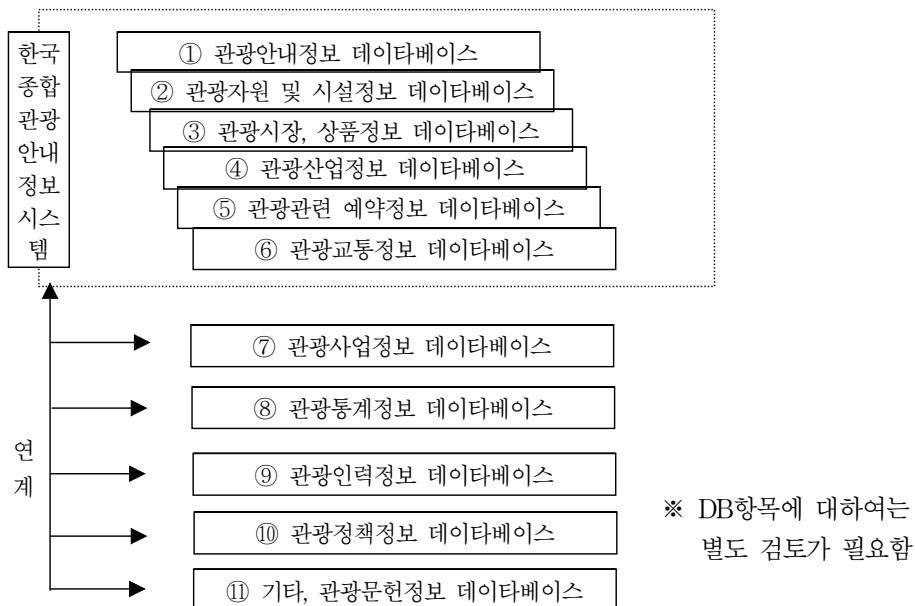 한국
종합
관광
안내
정보
시스
템
① 관광안내정보 데이타베이스
② 관광자원 및 시설정보 데이타베이스
③ 관광시장, 상품정보 데이타베이스
④ 관광산업정보 데이타베이스
⑤ 관광관련 예약정보 데이타베이스
⑥ 관광교통정보 데이타베이스
연
계
⑦ 관광사업정보 데이타베이스
⑧ 관광통계정보 데이타베이스
⑨ 관광인력정보 데이타베이스
⑩ 관광정책정보 데이타베이스
⑪ 기타, 관광문헌정보 데이타베이스
※ DB항목에 대하여는
별도 검토가 필요함